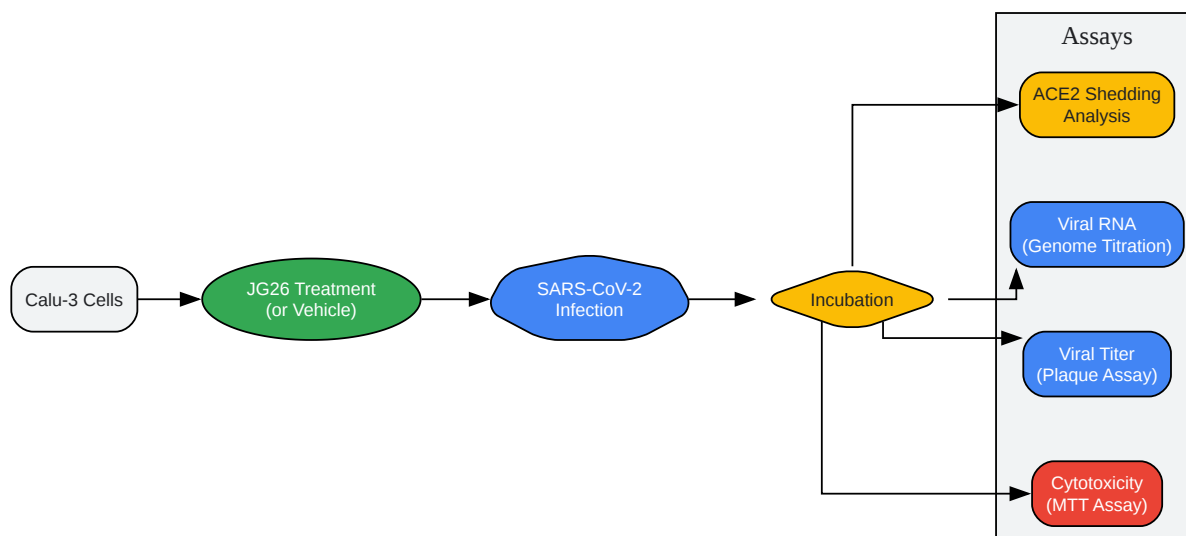 Assays
ACE2 Shedding
Analysis
Viral RNA
(Genome Titration)
Calu-3 Cells
JG26 Treatment
(or Vehicle)
SARS-CoV-2
Infection
Incubation
Viral Titer
(Plaque Assay)
Cytotoxicity
(MTT Assay)